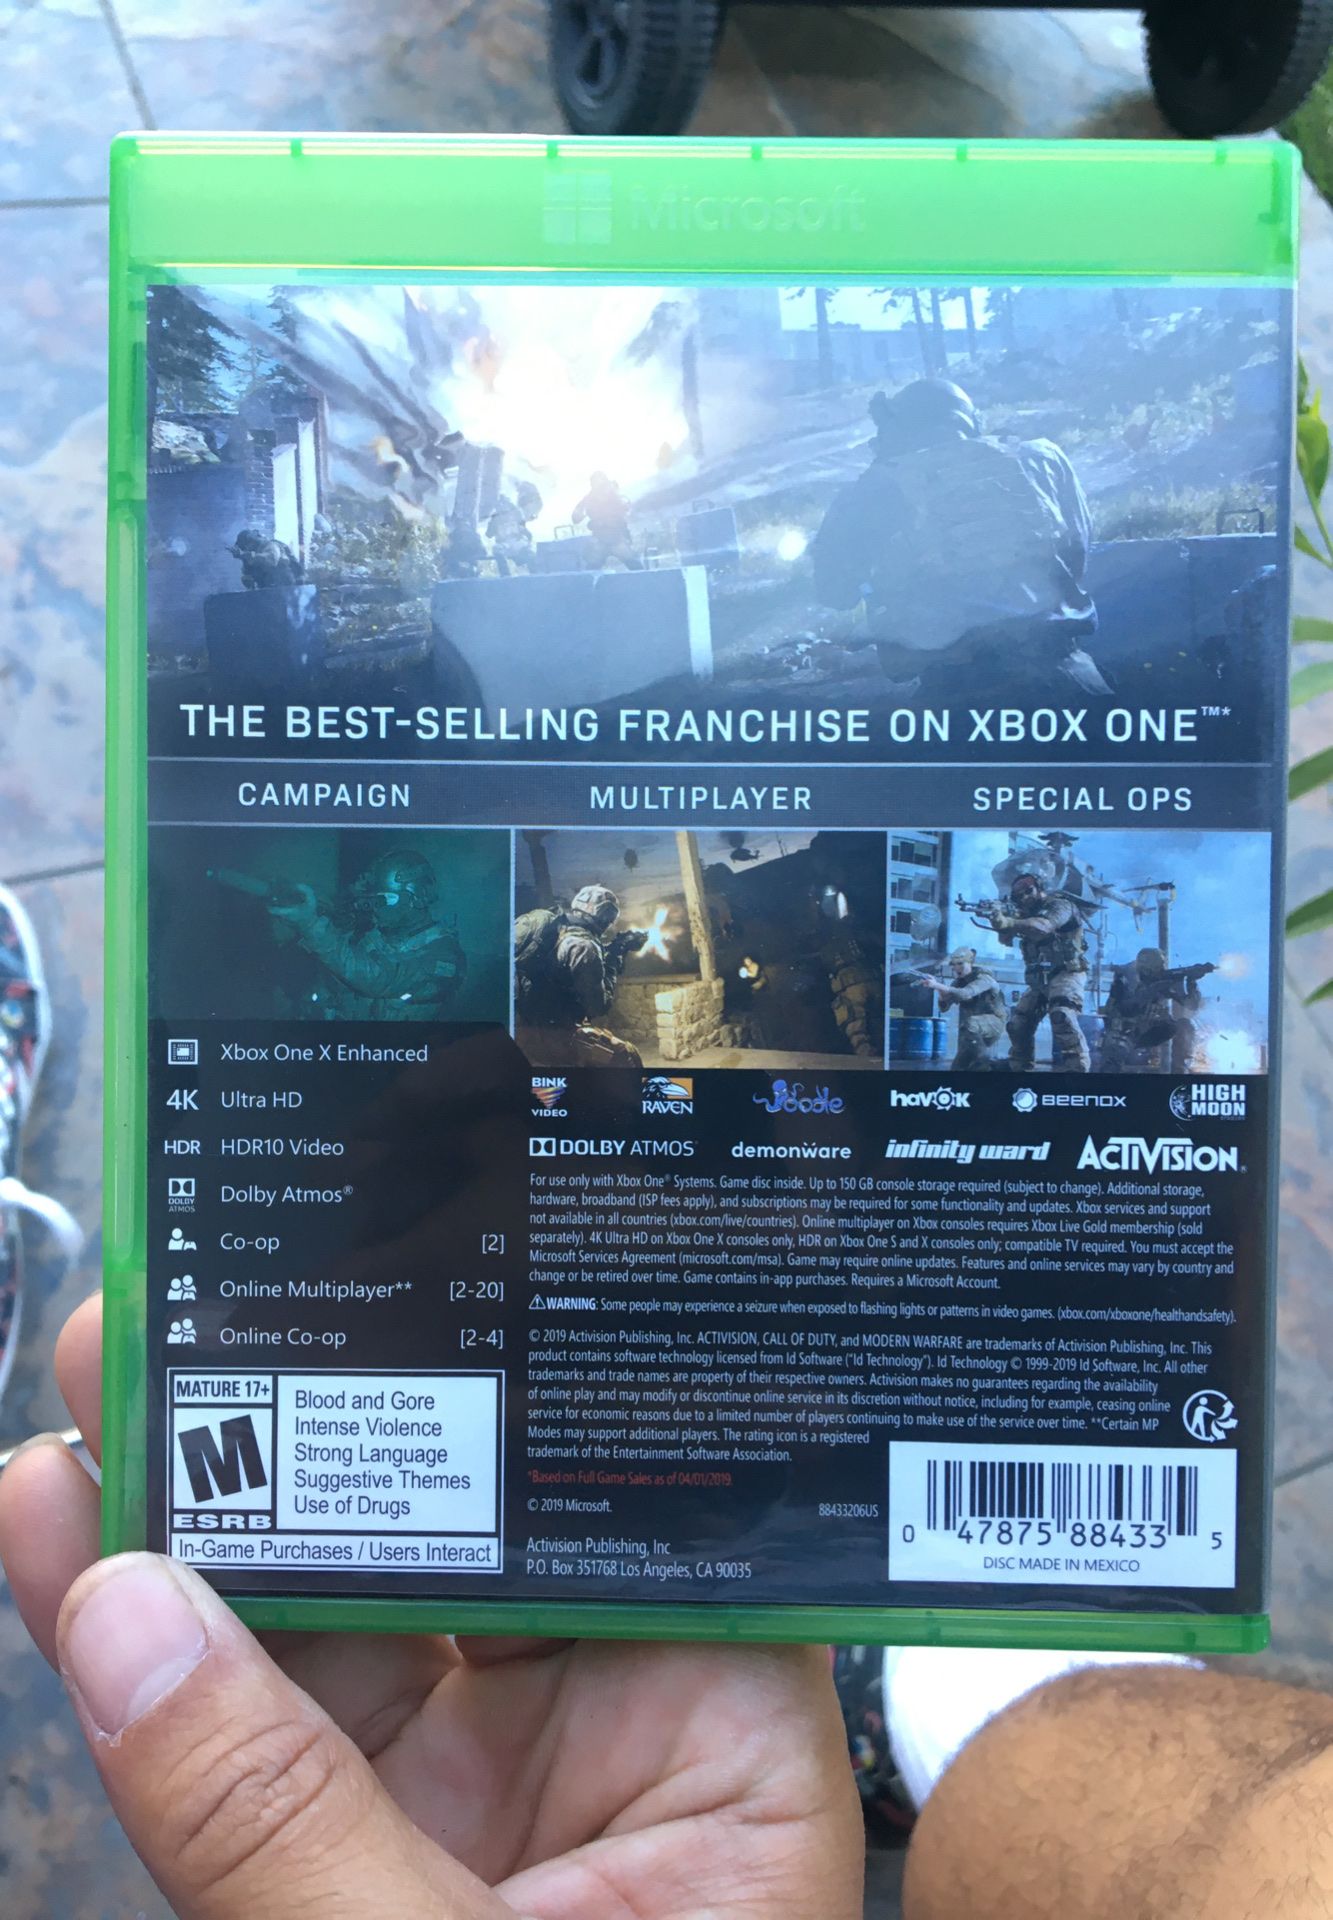 Microsoft
THE BEST-SELLING FRANCHISE ON XBOX ONE™*
CAMPAIGN
MULTIPLAYER
SPECIAL OPS
Xbox One X Enhanced
4K Ultra HD
HDR HDR10 Video
DOLBY ATMOS Dolby Atmos®
Co-op [2]
Online Multiplayer** [2-20]
Online Co-op [2-4]
MATURE 17+
M
ESRB
Blood and Gore
Intense Violence
Strong Language
Suggestive Themes
Use of Drugs
In-Game Purchases / Users Interact
BINK VIDEO
RAVEN
oodle
havok
BEENOX
HIGH MOON STUDIOS
DOLBY ATMOS
demonware
infinity ward
ACTIVISION®
For use only with Xbox One® Systems. Game disc inside. Up to 150 GB console storage required (subject to change). Additional storage,
hardware, broadband (ISP fees apply), and subscriptions may be required for some functionality and updates. Xbox services and support
not available in all countries (xbox.com/live/countries). Online multiplayer on Xbox consoles requires Xbox Live Gold membership (sold
separately). 4K Ultra HD on Xbox One X consoles only, HDR on Xbox One S and X consoles only; compatible TV required. You must accept the
Microsoft Services Agreement (microsoft.com/msa). Game may require online updates. Features and online services may vary by country and
change or be retired over time. Game contains in-app purchases. Requires a Microsoft Account.
⚠WARNING: Some people may experience a seizure when exposed to flashing lights or patterns in video games. (xbox.com/xboxone/healthandsafety).
© 2019 Activision Publishing, Inc. ACTIVISION, CALL OF DUTY, and MODERN WARFARE are trademarks of Activision Publishing, Inc. This
product contains software technology licensed from Id Software ("Id Technology"). Id Technology © 1999-2019 Id Software, Inc. All other
trademarks and trade names are property of their respective owners. Activision makes no guarantees regarding the availability
of online play and may modify or discontinue online service in its discretion without notice, including for example, ceasing online
service for economic reasons due to a limited number of players continuing to make use of the service over time. **Certain MP
Modes may support additional players. The rating icon is a registered
trademark of the Entertainment Software Association.
*Based on Full Game Sales as of 04/01/2019.
© 2019 Microsoft.
88433206US
Activision Publishing, Inc
P.O. Box 351768 Los Angeles, CA 90035
0 47875 88433 5
DISC MADE IN MEXICO